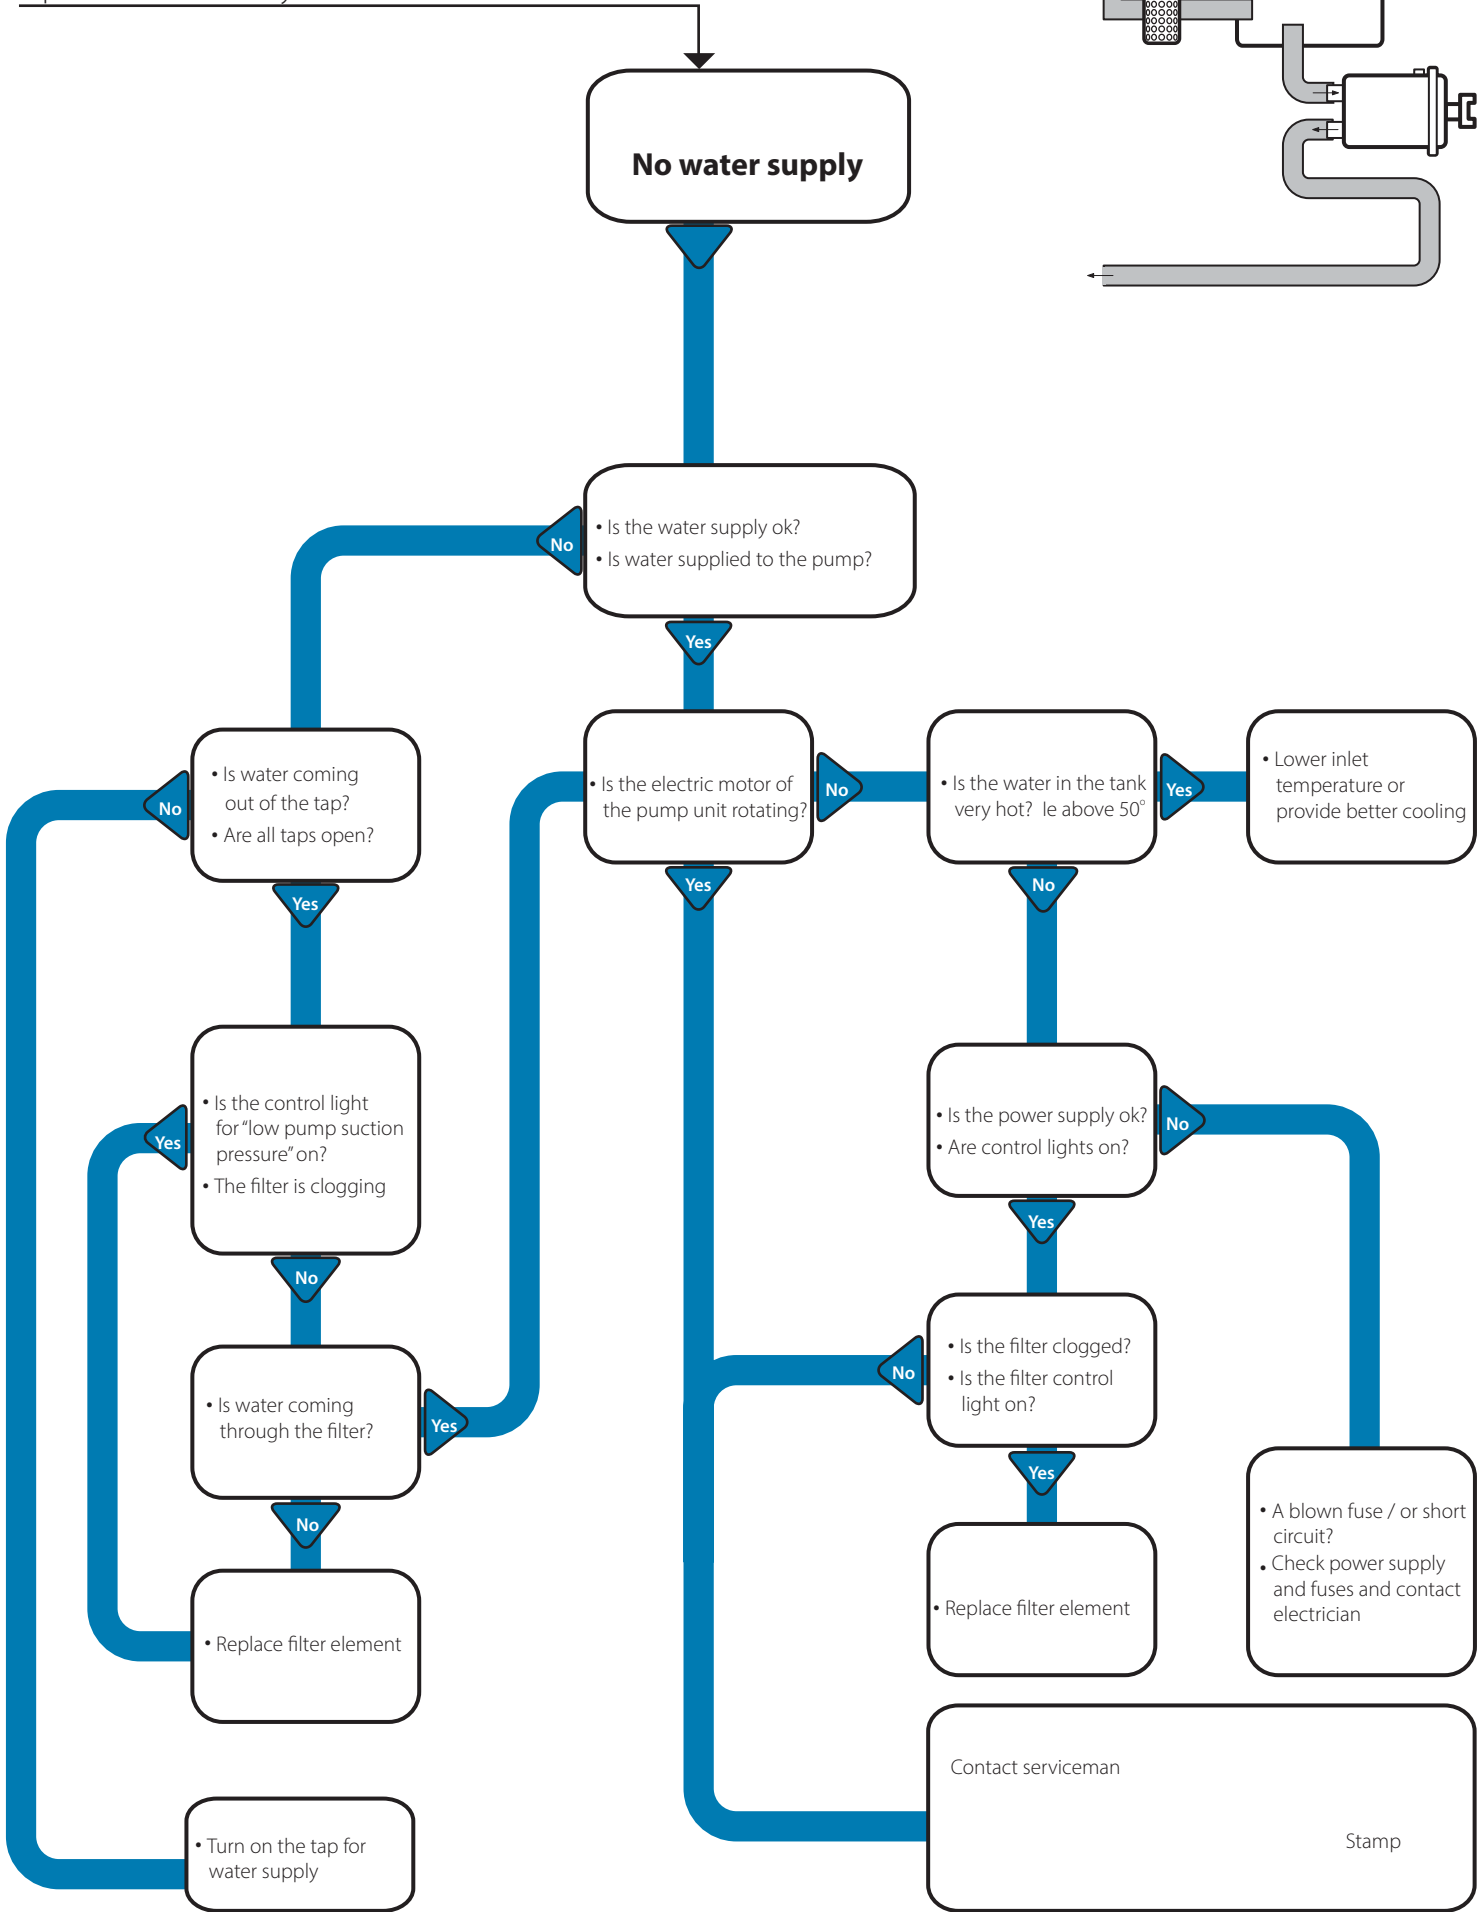 No water supply
No
• Is the water supply ok?
• Is water supplied to the pump?
Yes
No
• Is water coming
out of the tap?
• Are all taps open?
Yes
• Is the electric motor of
the pump unit rotating?
No
Yes
• Is the water in the tank
very hot? Ie above 50°
Yes
No
• Lower inlet
temperature or
provide better cooling
Yes
• Is the control light
for "low pump suction
pressure" on?
• The filter is clogging
No
• Is the power supply ok?
• Are control lights on?
No
Yes
• Is water coming
through the filter?
Yes
No
No
• Is the filter clogged?
• Is the filter control
light on?
Yes
• A blown fuse / or short
circuit?
• Check power supply
and fuses and contact
electrician
• Replace filter element
• Replace filter element
Contact serviceman
Stamp
• Turn on the tap for
water supply